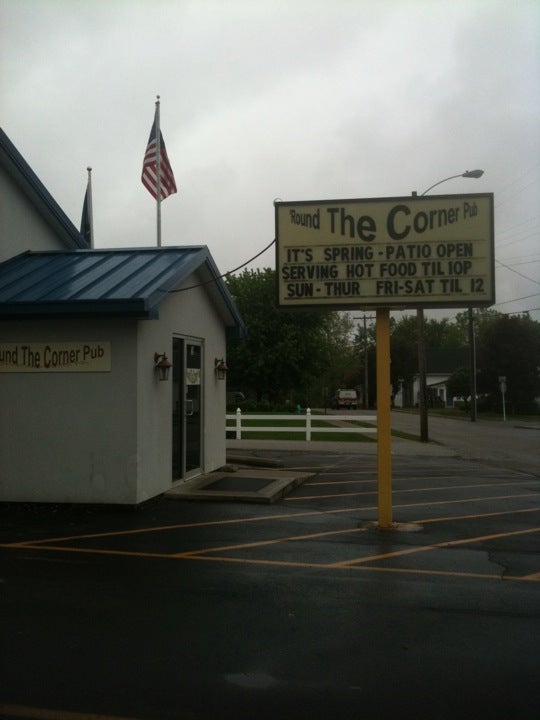 'Round The Corner Pub
IT'S SPRING - PATIO OPEN
SERVING HOT FOOD TIL 10P
SUN - THUR FRI-SAT TIL 12
und The Corner Pub